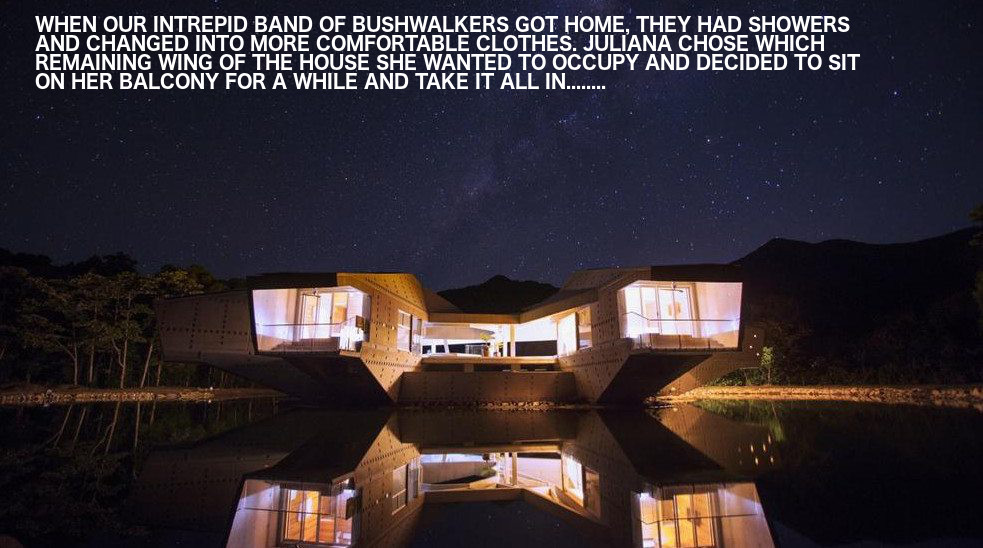 WHEN OUR INTREPID BAND OF BUSHWALKERS GOT HOME, THEY HAD SHOWERS
AND CHANGED INTO MORE COMFORTABLE CLOTHES. JULIANA CHOSE WHICH
REMAINING WING OF THE HOUSE SHE WANTED TO OCCUPY AND DECIDED TO SIT
ON HER BALCONY FOR A WHILE AND TAKE IT ALL IN........